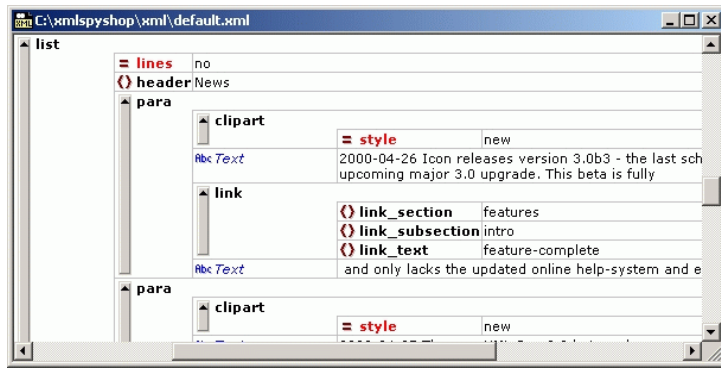 C:\xmlspyshop\xml\default.xml
list
= lines no
() header News
para
clipart
= style new
Abc Text 2000-04-26 Icon releases version 3.0b3 - the last sch
upcoming major 3.0 upgrade. This beta is fully
link
() link_section features
() link_subsection intro
() link_text feature-complete
Abc Text and only lacks the updated online help-system and e
para
clipart
= style new